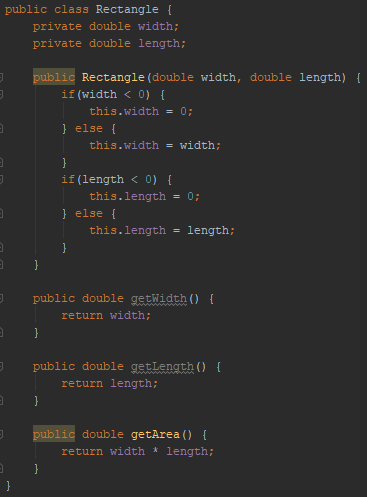 public class Rectangle {
    private double width;
    private double length;

    public Rectangle(double width, double length) {
        if(width < 0) {
            this.width = 0;
        } else {
            this.width = width;
        }
        if(length < 0) {
            this.length = 0;
        } else {
            this.length = length;
        }
    }

    public double getWidth() {
        return width;
    }

    public double getLength() {
        return length;
    }

    public double getArea() {
        return width * length;
    }
}